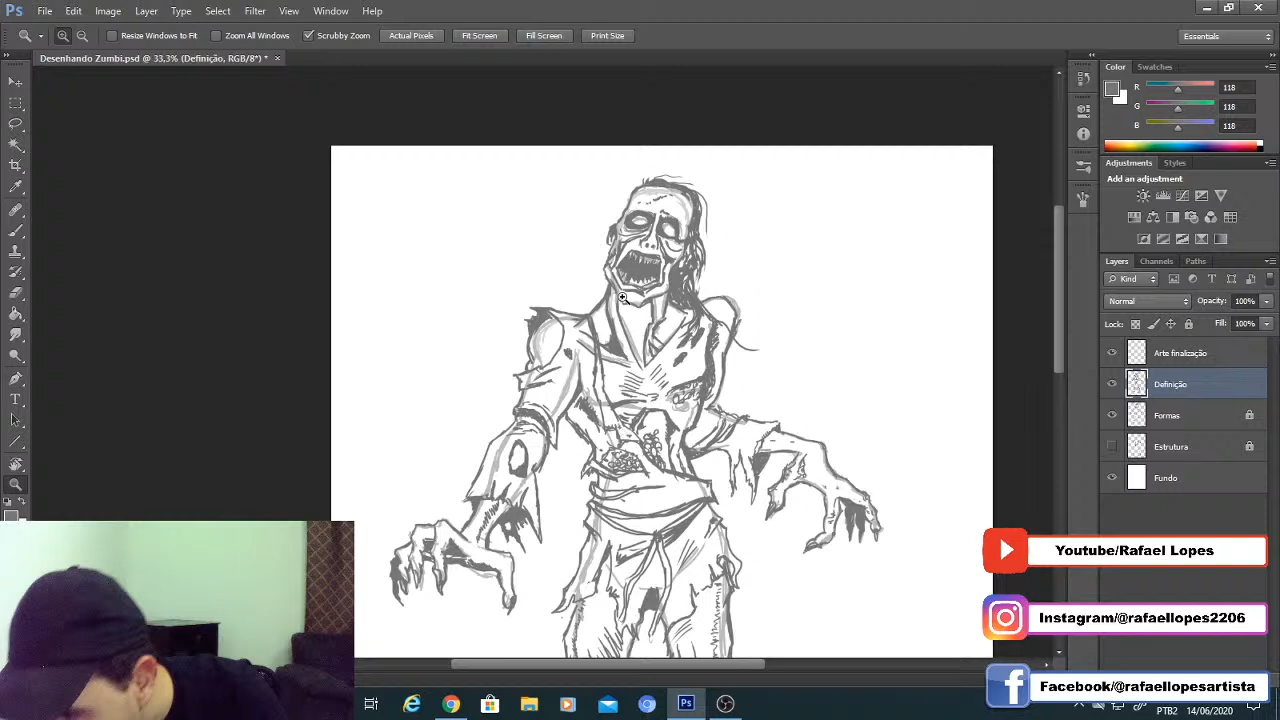 Ps File Edit Image Layer Type Select Filter Extract View Window Help
Resize Windows to Fit Zoom All Windows Scrubby Zoom Actual Pixels Fit Screen Fill Screen Print Size Essentials
Desenhando Zumbi.psd @ 33,3% (Definição, RGB/8*) * ×
Color Swatches
R 118
G 118
B 118
Adjustments Styles
Add an adjustment
Layers Channels Paths
Kind
Normal Opacity: 100%
Lock: Fill: 100%
Arte finalização
Definição
Formas
Estrutura
Fundo
Youtube/Rafael Lopes
Instagram/@rafaellopes2206
Facebook/@rafaellopesartista
Ps
PTB2 14/06/2020